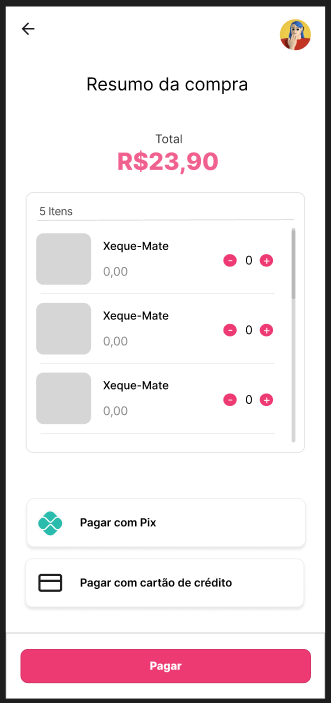 Resumo da compra
Total
R$23,90
5 Itens
Xeque-Mate
0,00
- 0 +
Xeque-Mate
0,00
- 0 +
Xeque-Mate
0,00
- 0 +
Pagar com Pix
Pagar com cartão de crédito
Pagar